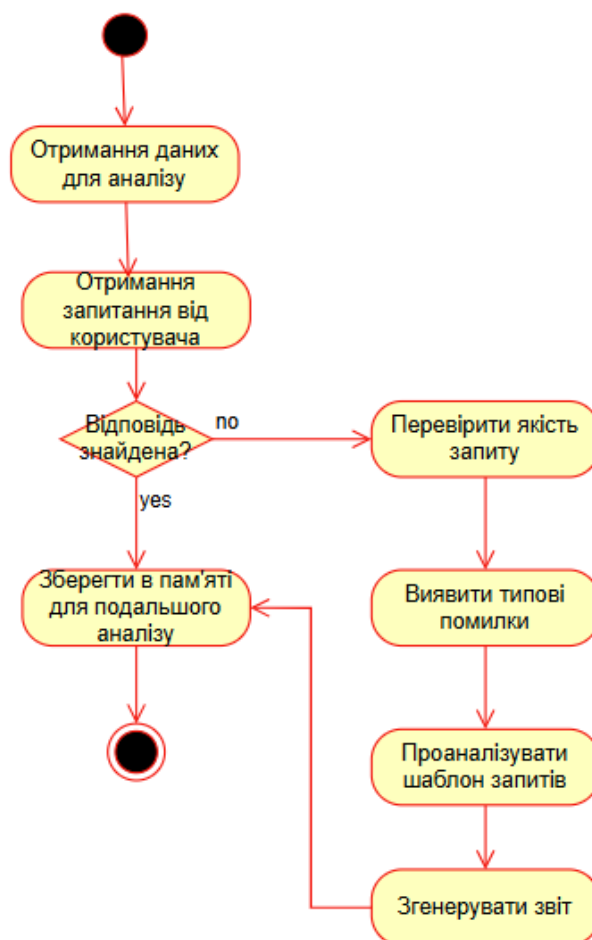 Отримання даних
для аналізу
Отримання
запитання від
користувача
Відповідь
знайдена?
no
yes
Перевірити якість
запиту
Зберегти в пам'яті
для подальшого
аналізу
Виявити типові
помилки
Проаналізувати
шаблон запитів
Згенерувати звіт